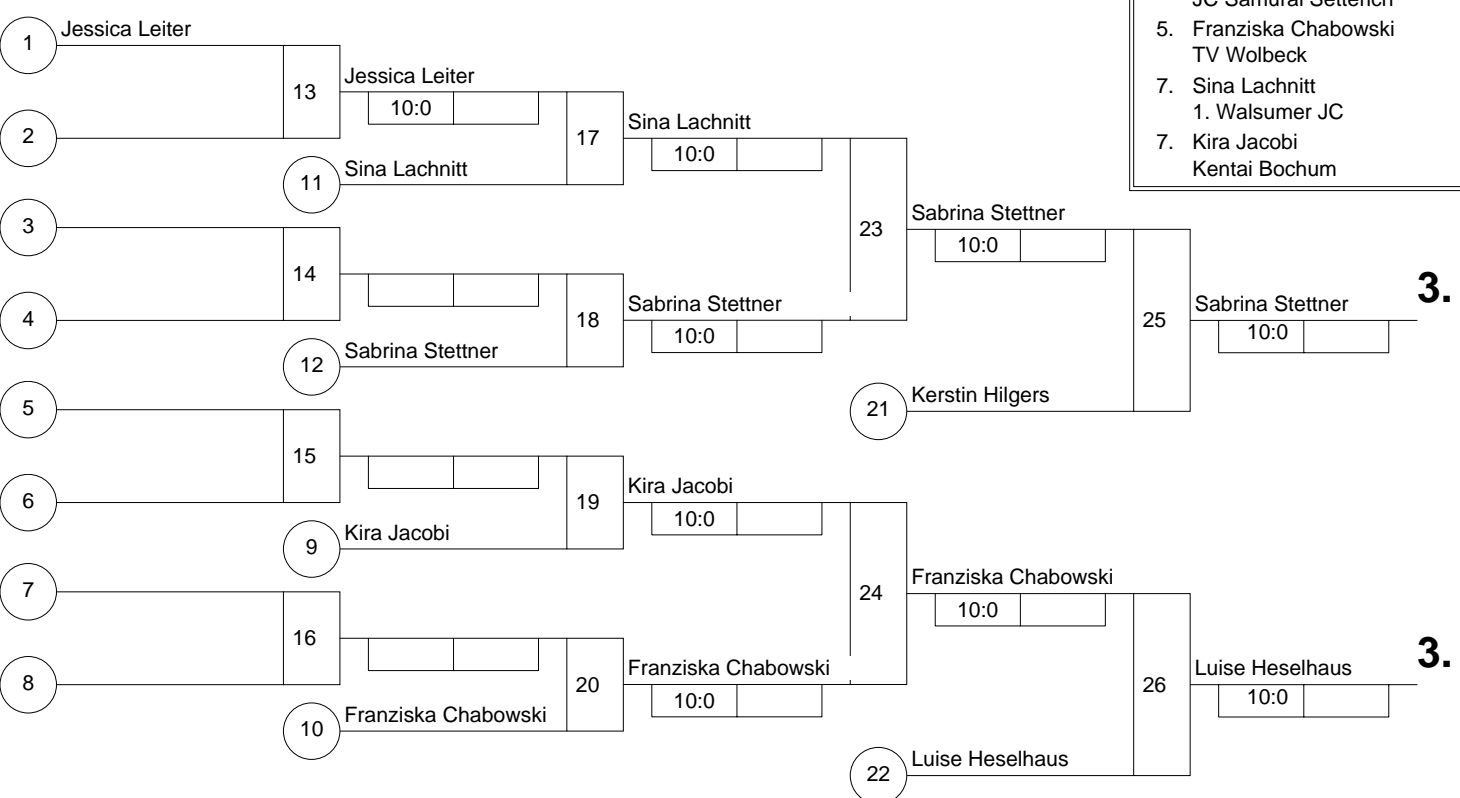 JC Samurai Setterich
5. Franziska Chabowski
TV Wolbeck
7. Sina Lachnitt
1. Walsumer JC
7. Kira Jacobi
Kentai Bochum
1 Jessica Leiter
13 Jessica Leiter
10:0
2
17 Sina Lachnitt
10:0
11 Sina Lachnitt
3
23 Sabrina Stettner
10:0
14
4
18 Sabrina Stettner
10:0
25 Sabrina Stettner 3.
10:0
12 Sabrina Stettner
5
21 Kerstin Hilgers
15
6
19 Kira Jacobi
10:0
9 Kira Jacobi
7
24 Franziska Chabowski
10:0
16
8
20 Franziska Chabowski
10:0
26 Luise Heselhaus 3.
10:0
10 Franziska Chabowski
22 Luise Heselhaus